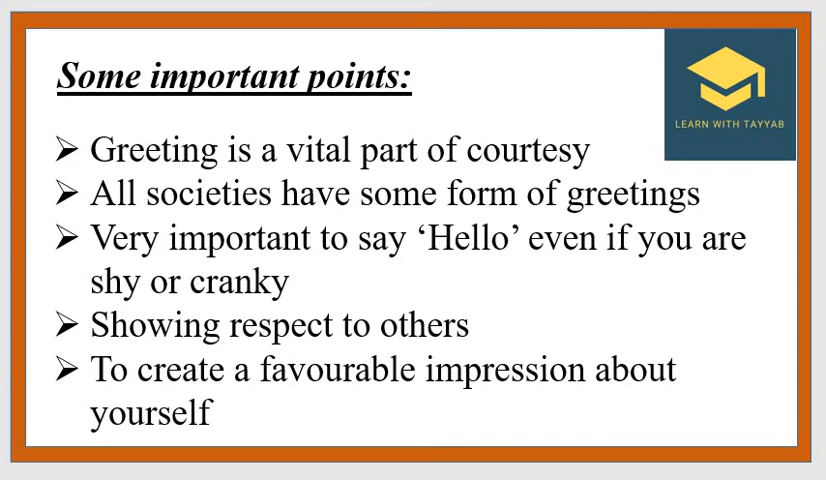 Some important points:
LEARN WITH TAYYAB
➢ Greeting is a vital part of courtesy
➢ All societies have some form of greetings
➢ Very important to say ‘Hello’ even if you are
shy or cranky
➢ Showing respect to others
➢ To create a favourable impression about
yourself